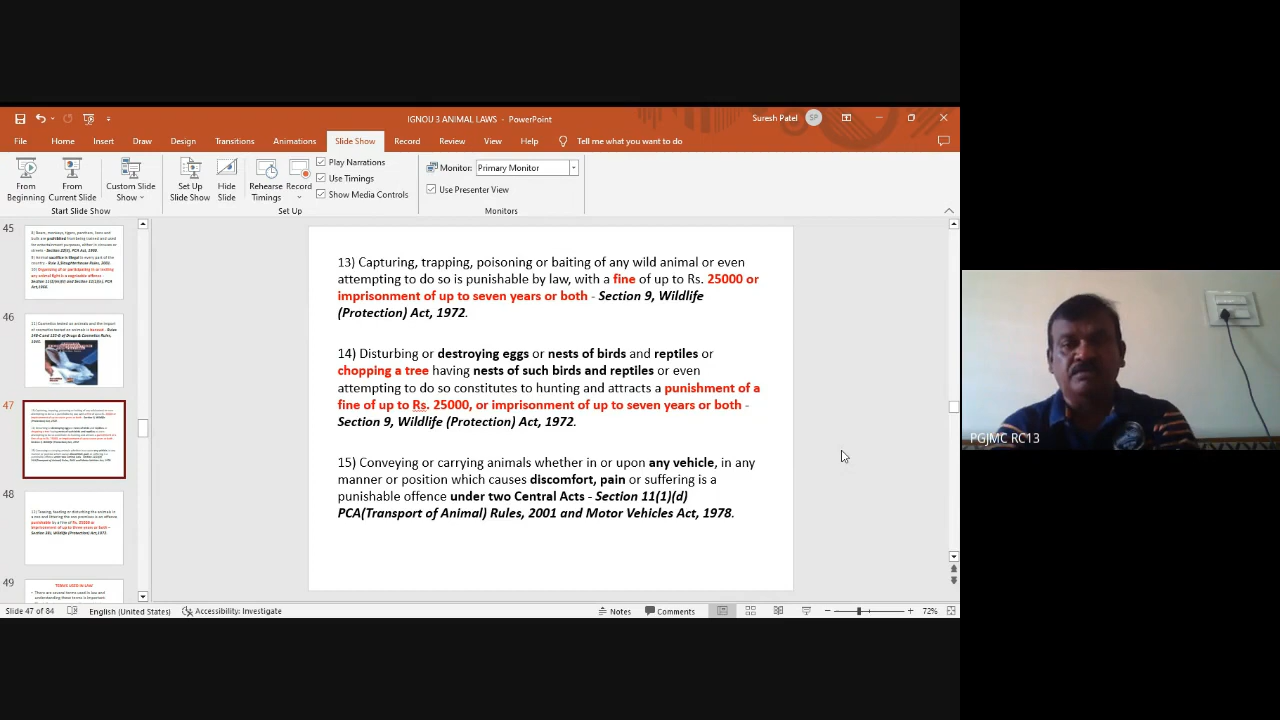 IGNOU 3 ANIMAL LAWS - PowerPoint
Suresh Patel
SP
File
Home
Insert
Draw
Design
Transitions
Animations
Slide Show
Record
Review
View
Help
Tell me what you want to do
From Beginning
From Current Slide
Custom Slide Show
Set Up Slide Show
Hide Slide
Rehearse Timings
Record
Play Narrations
Use Timings
Show Media Controls
Monitor: Primary Monitor
Use Presenter View
Start Slide Show
Set Up
Monitors
45
46
47
48
49
TERMS USED IN LAW
13) Capturing, trapping, poisoning or baiting of any wild animal or even
attempting to do so is punishable by law, with a fine of up to Rs. 25000 or
imprisonment of up to seven years or both - Section 9, Wildlife
(Protection) Act, 1972.
14) Disturbing or destroying eggs or nests of birds and reptiles or
chopping a tree having nests of such birds and reptiles or even
attempting to do so constitutes to hunting and attracts a punishment of a
fine of up to Rs. 25000, or imprisonment of up to seven years or both -
Section 9, Wildlife (Protection) Act, 1972.
15) Conveying or carrying animals whether in or upon any vehicle, in any
manner or position which causes discomfort, pain or suffering is a
punishable offence under two Central Acts - Section 11(1)(d)
PCA(Transport of Animal) Rules, 2001 and Motor Vehicles Act, 1978.
PGJMC RC13
Slide 47 of 84
English (United States)
Accessibility: Investigate
Notes
Comments
72%